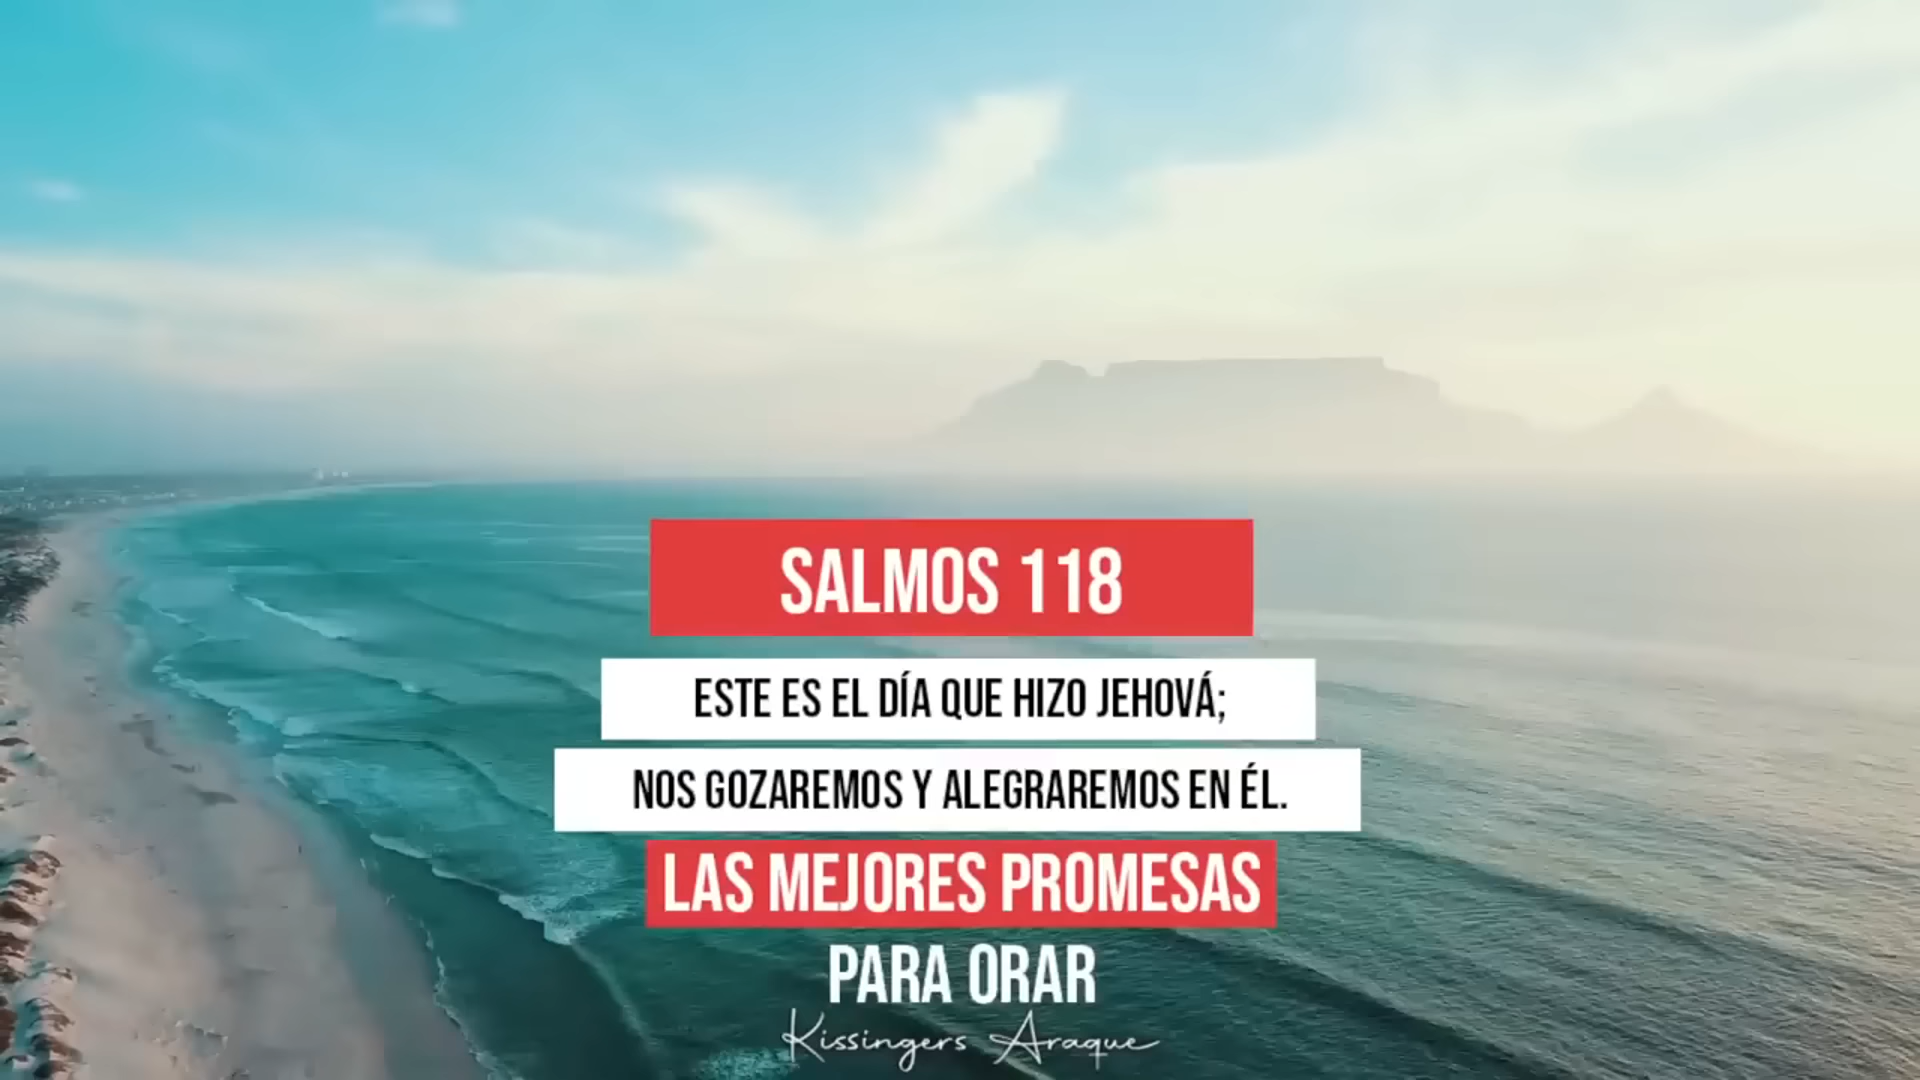 SALMOS 118
ESTE ES EL DÍA QUE HIZO JEHOVÁ;
NOS GOZAREMOS Y ALEGRAREMOS EN ÉL.
LAS MEJORES PROMESAS
PARA ORAR
Kissingers Araque